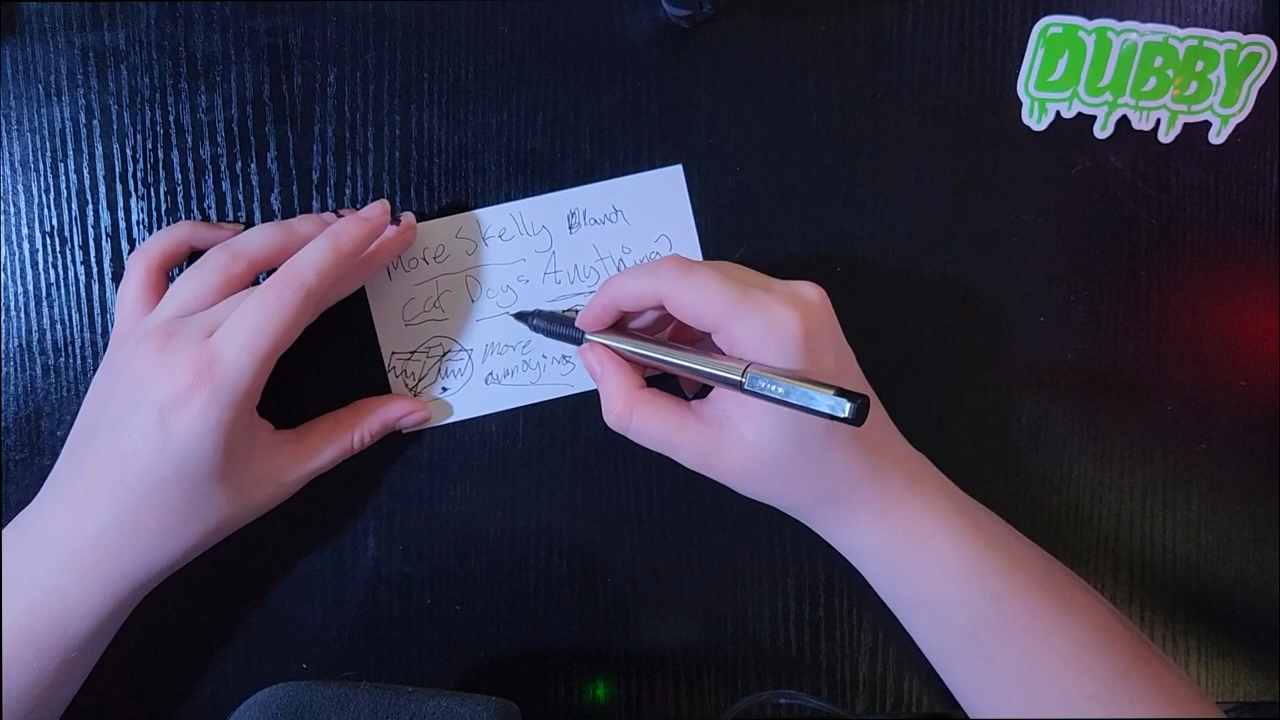 DUBBY
More Skelly Blanch
cat Dogs Anything?
more
annoying